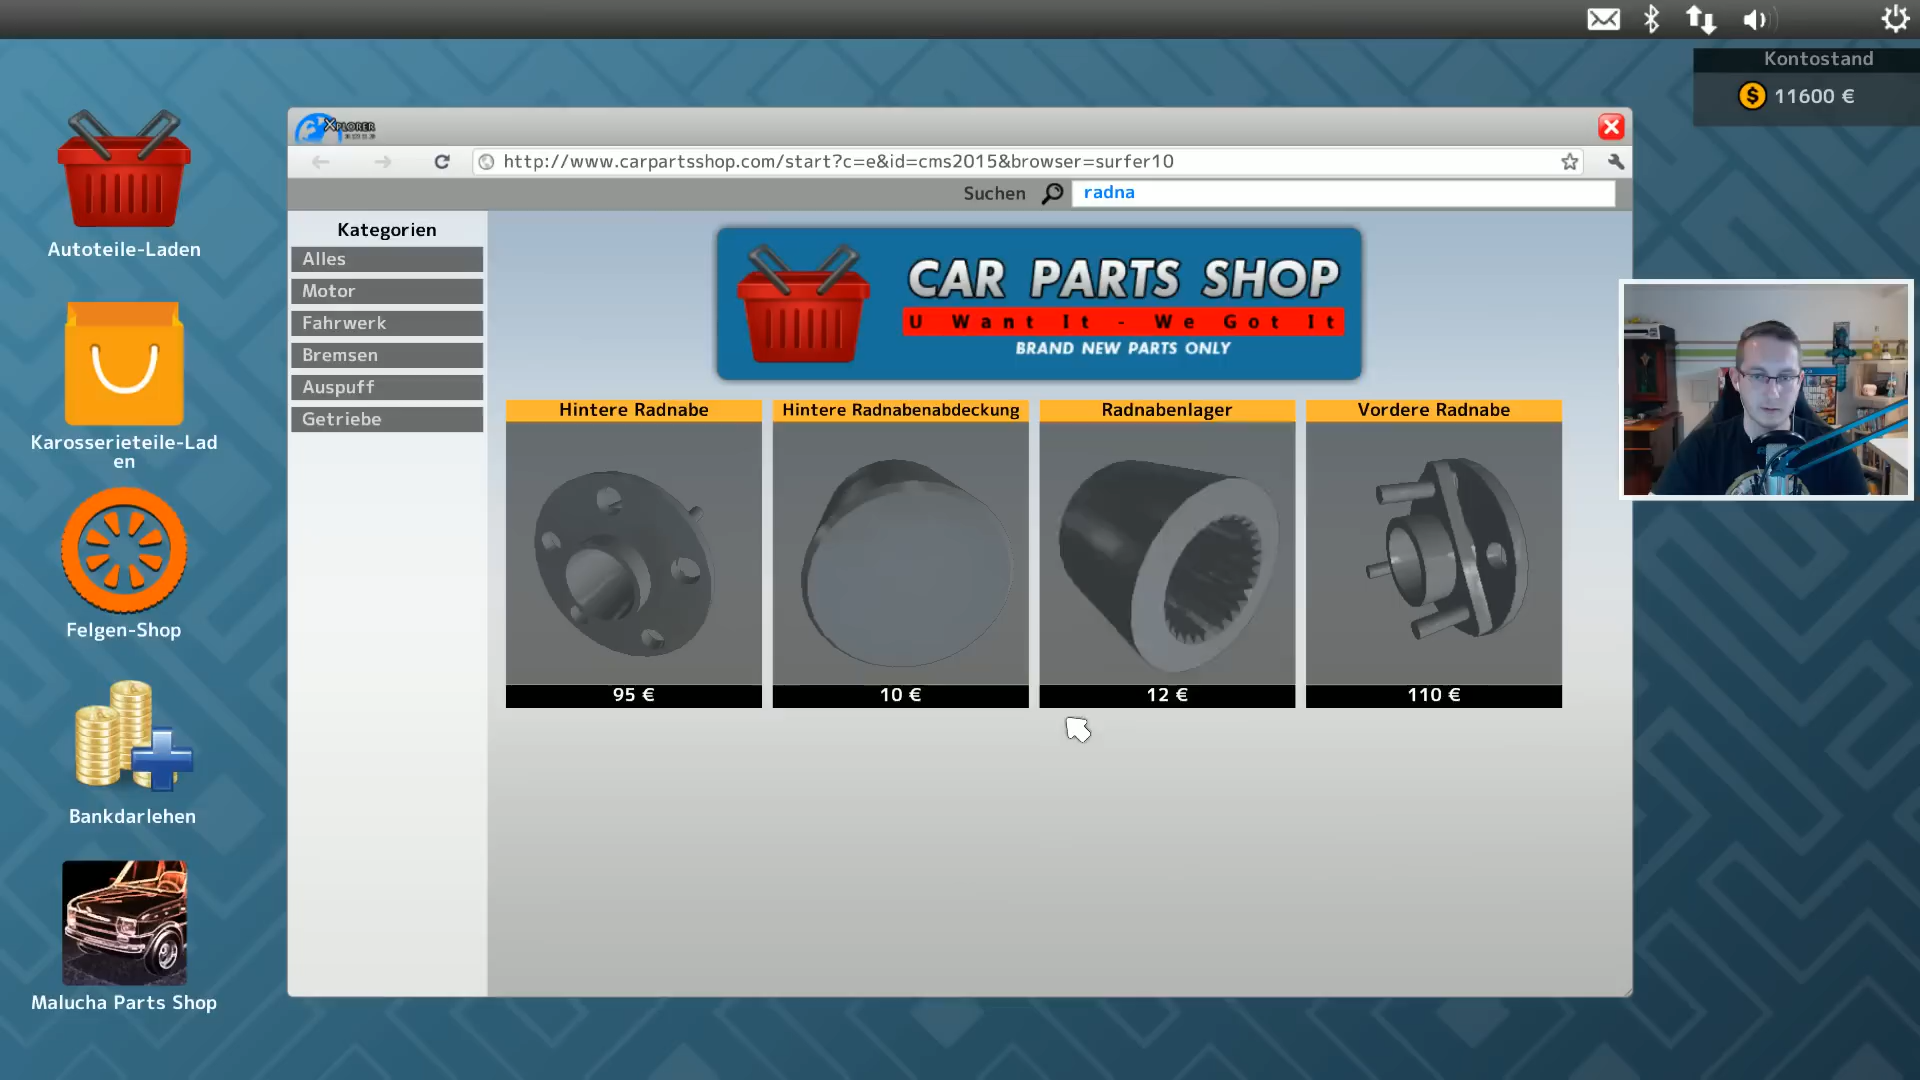 Kontostand
$ 11600 €
Autoteile-Laden
Karosserieteile-Lad
en
Felgen-Shop
Bankdarlehen
Malucha Parts Shop
XPLORER
http://www.carpartsshop.com/start?c=e&id=cms2015&browser=surfer10
Suchen radna
Kategorien
Alles
Motor
Fahrwerk
Bremsen
Auspuff
Getriebe
CAR PARTS SHOP
U Want It - We Got It
BRAND NEW PARTS ONLY
Hintere Radnabe
95 €
Hintere Radnabenabdeckung
10 €
Radnabenlager
12 €
Vordere Radnabe
110 €